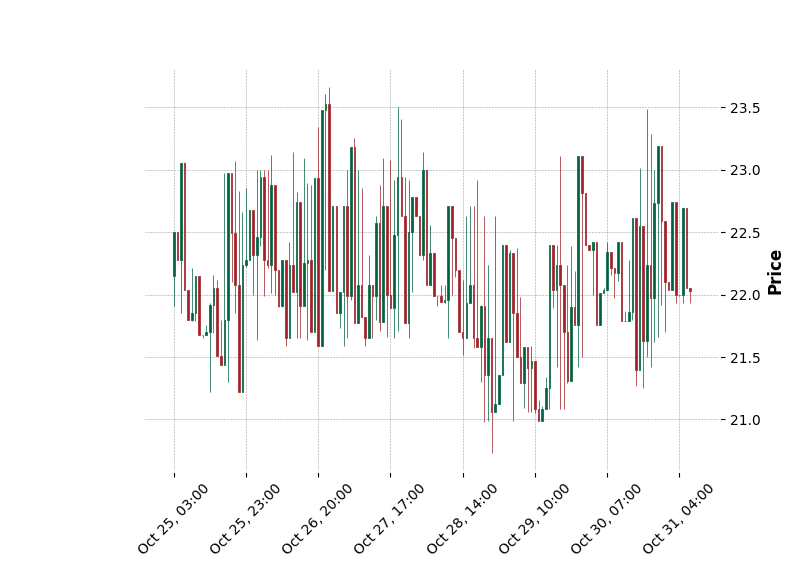 23.5
23.0
22.5
22.0
21.5
21.0
Price
Oct 25, 03:00
Oct 25, 23:00
Oct 26, 20:00
Oct 27, 17:00
Oct 28, 14:00
Oct 29, 10:00
Oct 30, 07:00
Oct 31, 04:00